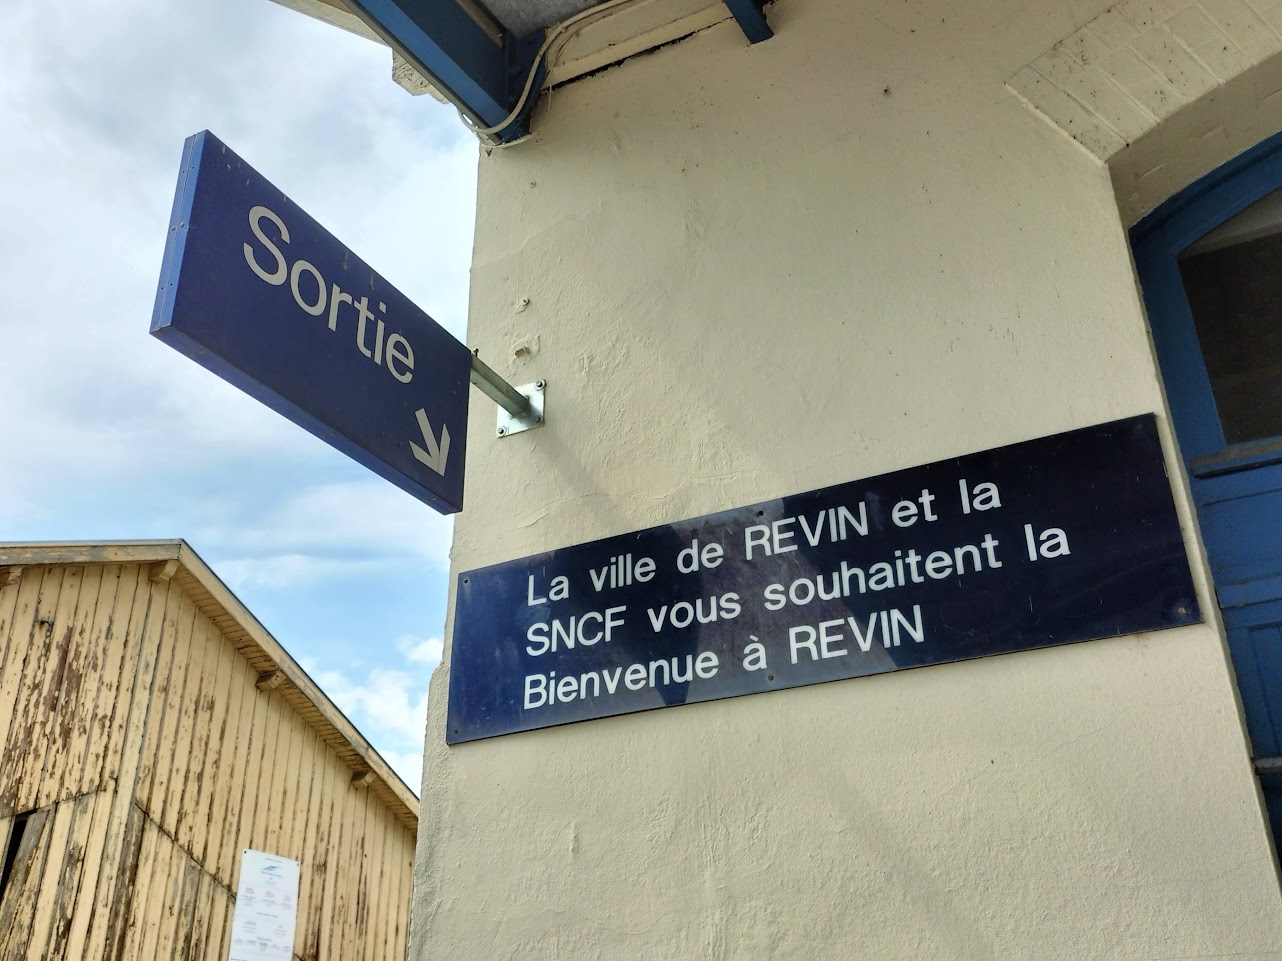 Sortie
La ville de REVIN et la
SNCF vous souhaitent la
Bienvenue à REVIN